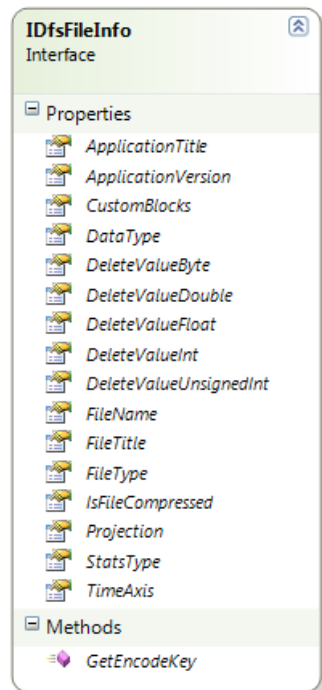 IDfsFileInfo
Interface
Properties
ApplicationTitle
ApplicationVersion
CustomBlocks
DataType
DeleteValueByte
DeleteValueDouble
DeleteValueFloat
DeleteValueInt
DeleteValueUnsignedInt
FileName
FileTitle
FileType
IsFileCompressed
Projection
StatsType
TimeAxis
Methods
GetEncodeKey